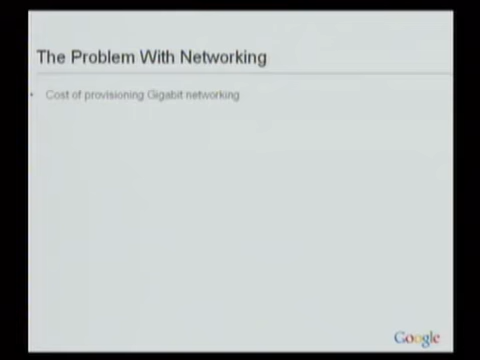 The Problem With Networking
• Cost of provisioning Gigabit networking
Google